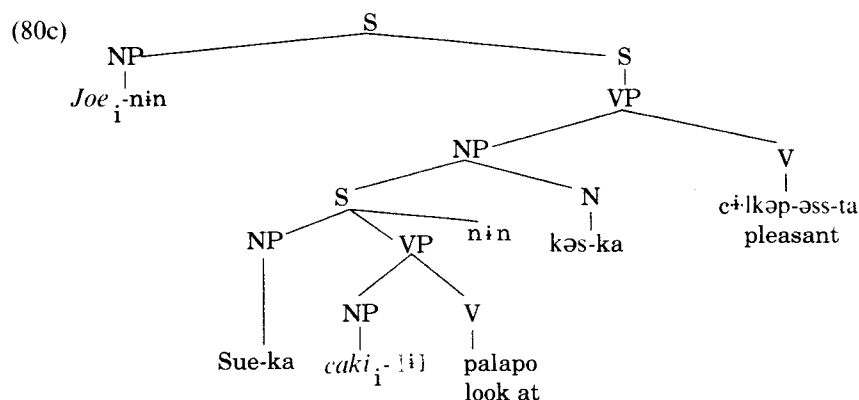 (80c)
S
NP S
Joe i -nɨn VP
NP V
S N cɨlkəp-əss-ta
pleasant
NP VP nɨn kəs-ka
NP V
Sue-ka caki i - lɨl palapo
look at